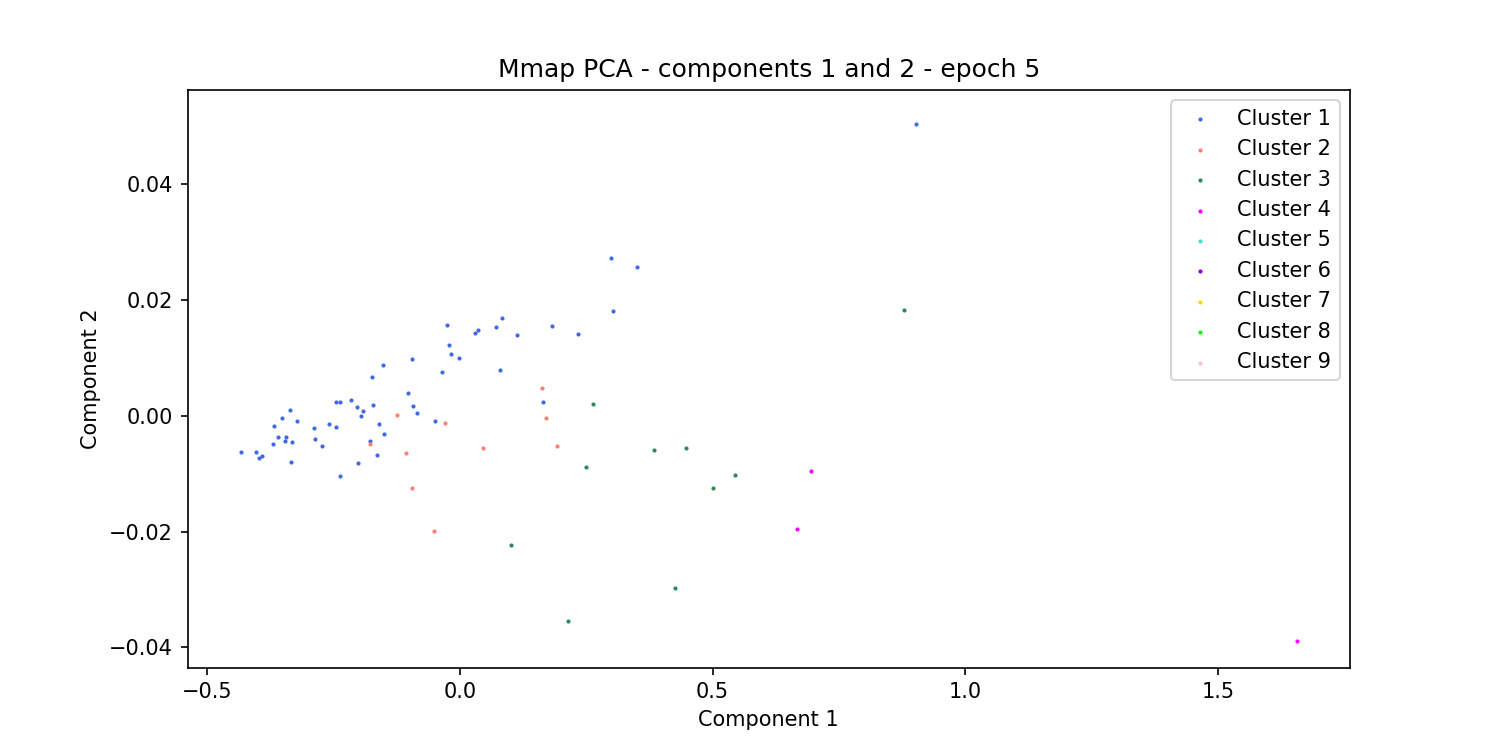 Mmap PCA - components 1 and 2 - epoch 5
Cluster 1
Cluster 2
Cluster 3
Cluster 4
Cluster 5
Cluster 6
Cluster 7
Cluster 8
Cluster 9
0.04
0.02
0.00
−0.02
−0.04
Component 2
−0.5
0.0
0.5
1.0
1.5
Component 1